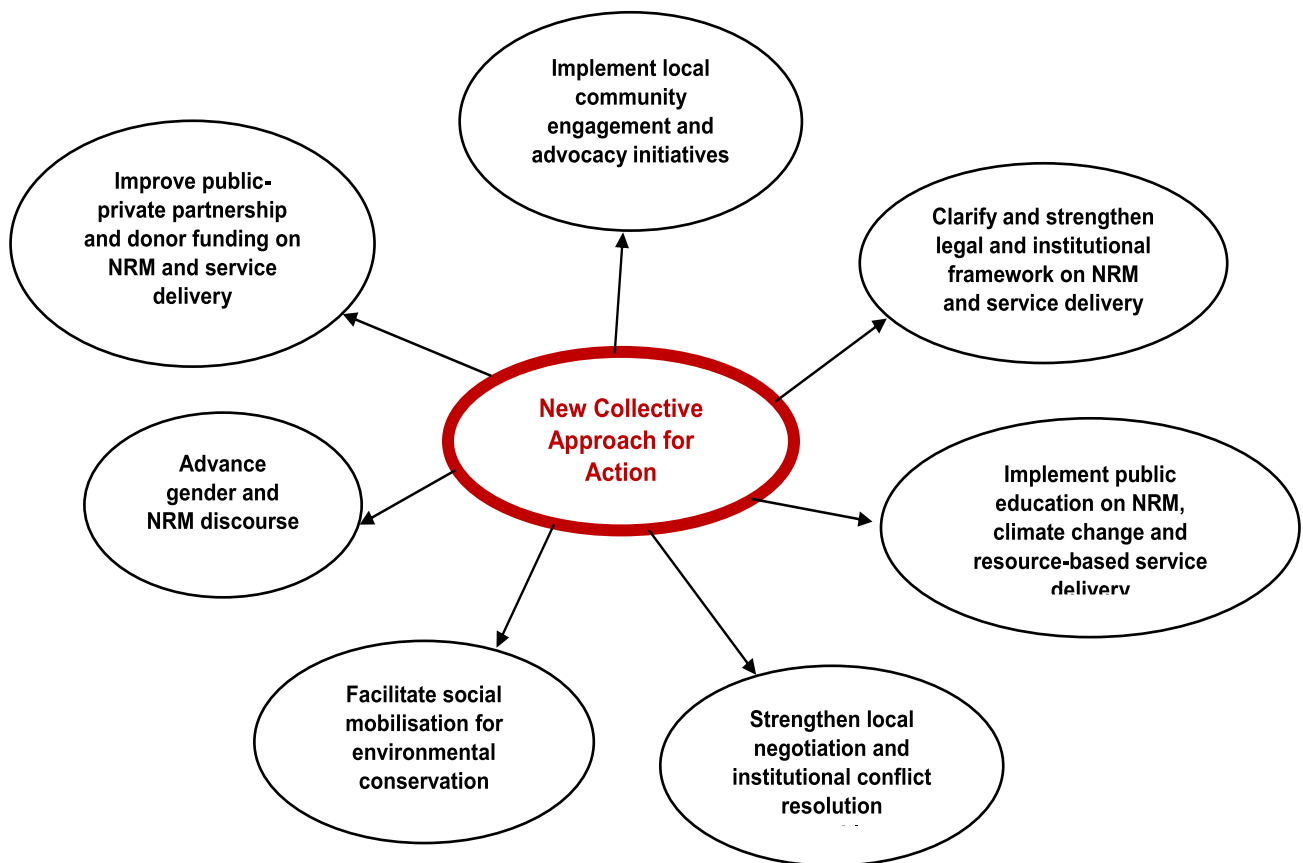 Implement local
community
engagement and
advocacy initiatives
Improve public-
private partnership
and donor funding on
NRM and service
delivery
Clarify and strengthen
legal and institutional
framework on NRM
and service delivery
New Collective
Approach for
Action
Advance
gender and
NRM discourse
Implement public
education on NRM,
climate change and
resource-based service
delivery
Facilitate social
mobilisation for
environmental
conservation
Strengthen local
negotiation and
institutional conflict
resolution